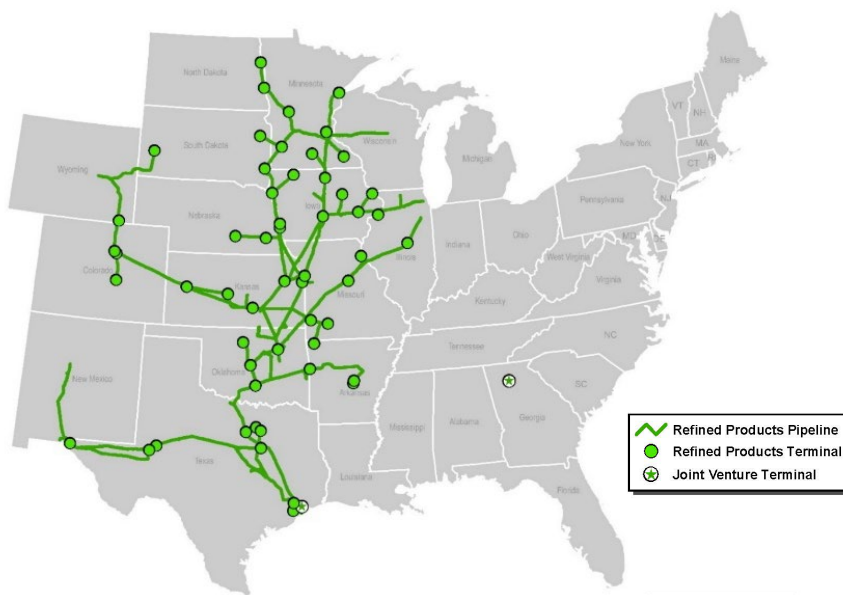 Maine
North Dakota
Minnesota
VT
NH
Wisconsin
New York
MA
South Dakota
Michigan
CT
RI
Wyoming
Pennsylvania
NJ
Iowa
Nebraska
Ohio
MD
DE
Illinois
Indiana
West Virginia
Colorado
Virginia
Kansas
Missouri
Kentucky
NC
Tennessee
Oklahoma
New Mexico
Arkansas
SC
Mississippi
Alabama
Georgia
Texas
Louisiana
Florida
Refined Products Pipeline
Refined Products Terminal
Joint Venture Terminal